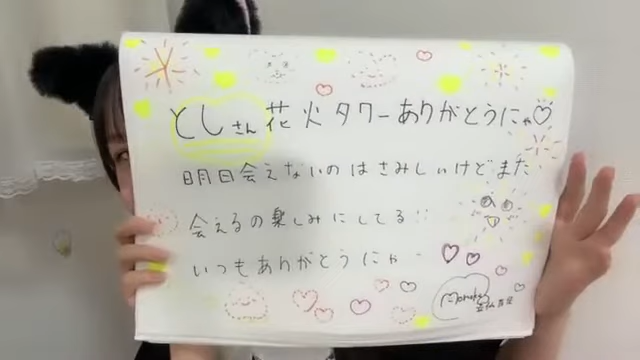 としさん花火タワーありがとうにゃ♡
明日会えないのはさみしいけどまた
会えるの楽しみにしてる!!
いつもありがとうにゃ